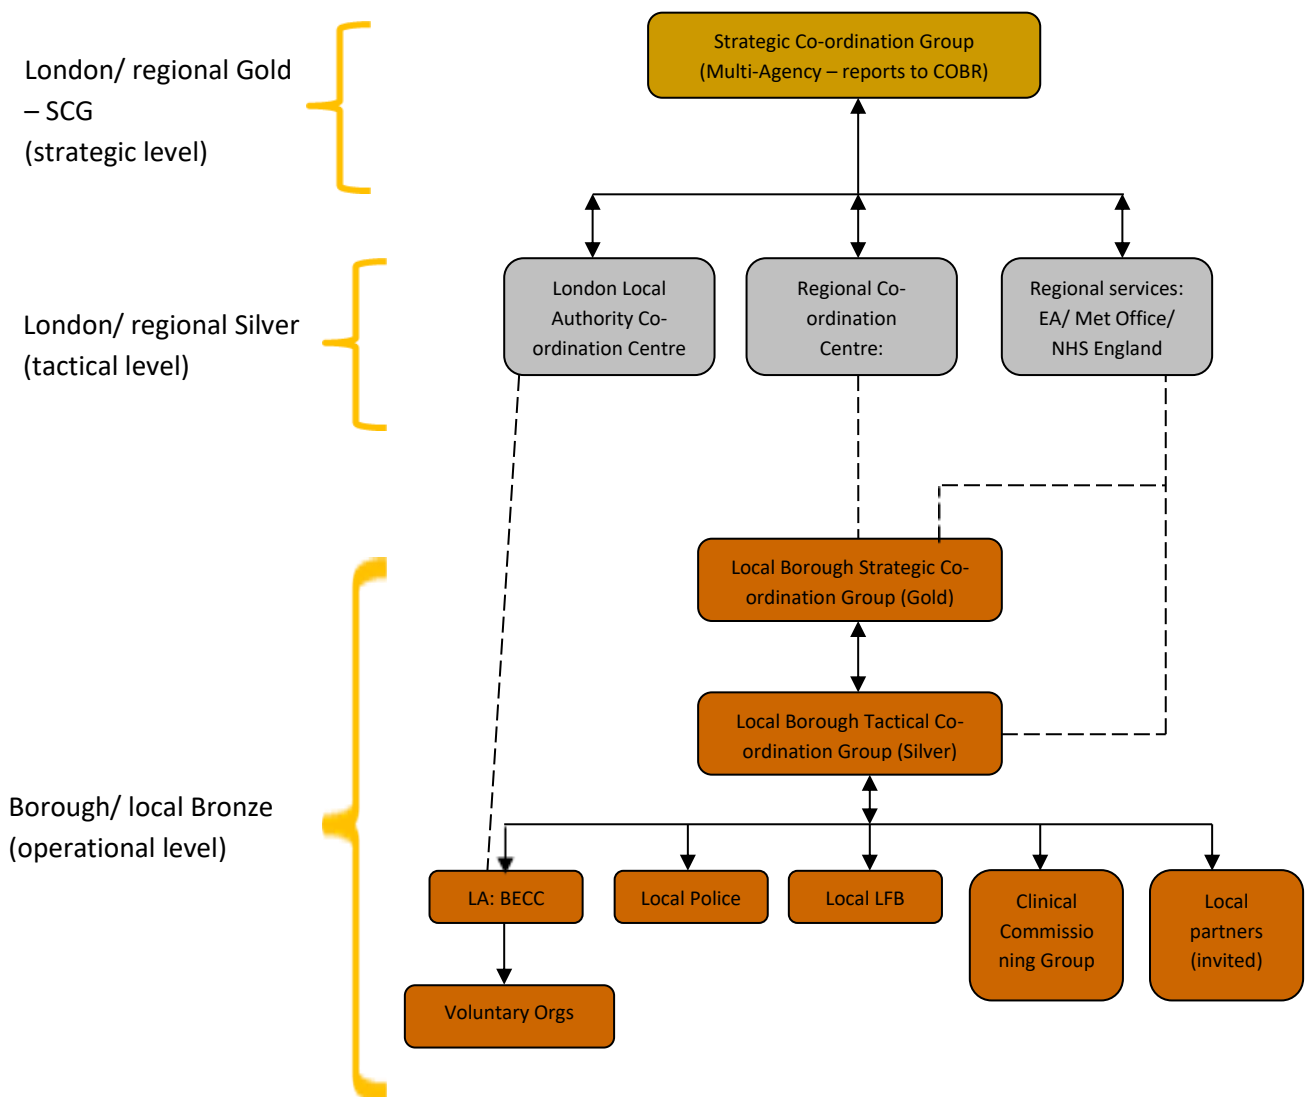 London/ regional Gold
– SCG
(strategic level)
Strategic Co-ordination Group
(Multi-Agency – reports to COBR)
London/ regional Silver
(tactical level)
London Local
Authority Co-
ordination Centre
Regional Co-
ordination
Centre:
Regional services:
EA/ Met Office/
NHS England
Local Borough Strategic Co-
ordination Group (Gold)
Local Borough Tactical Co-
ordination Group (Silver)
Borough/ local Bronze
(operational level)
LA: BECC
Local Police
Local LFB
Clinical
Commissio
ning Group
Local
partners
(invited)
Voluntary Orgs